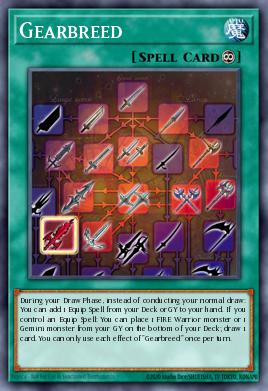 GEARBREED
魔
[SPELL CARD]
During your Draw Phase, instead of conducting your normal draw:
You can add 1 Equip Spell from your Deck or GY to your hand. If you
control an Equip Spell: You can place 1 FIRE Warrior monster or 1
Gemini monster from your GY on the bottom of your Deck; draw 1
card. You can only use each effect of "Gearbreed" once per turn.